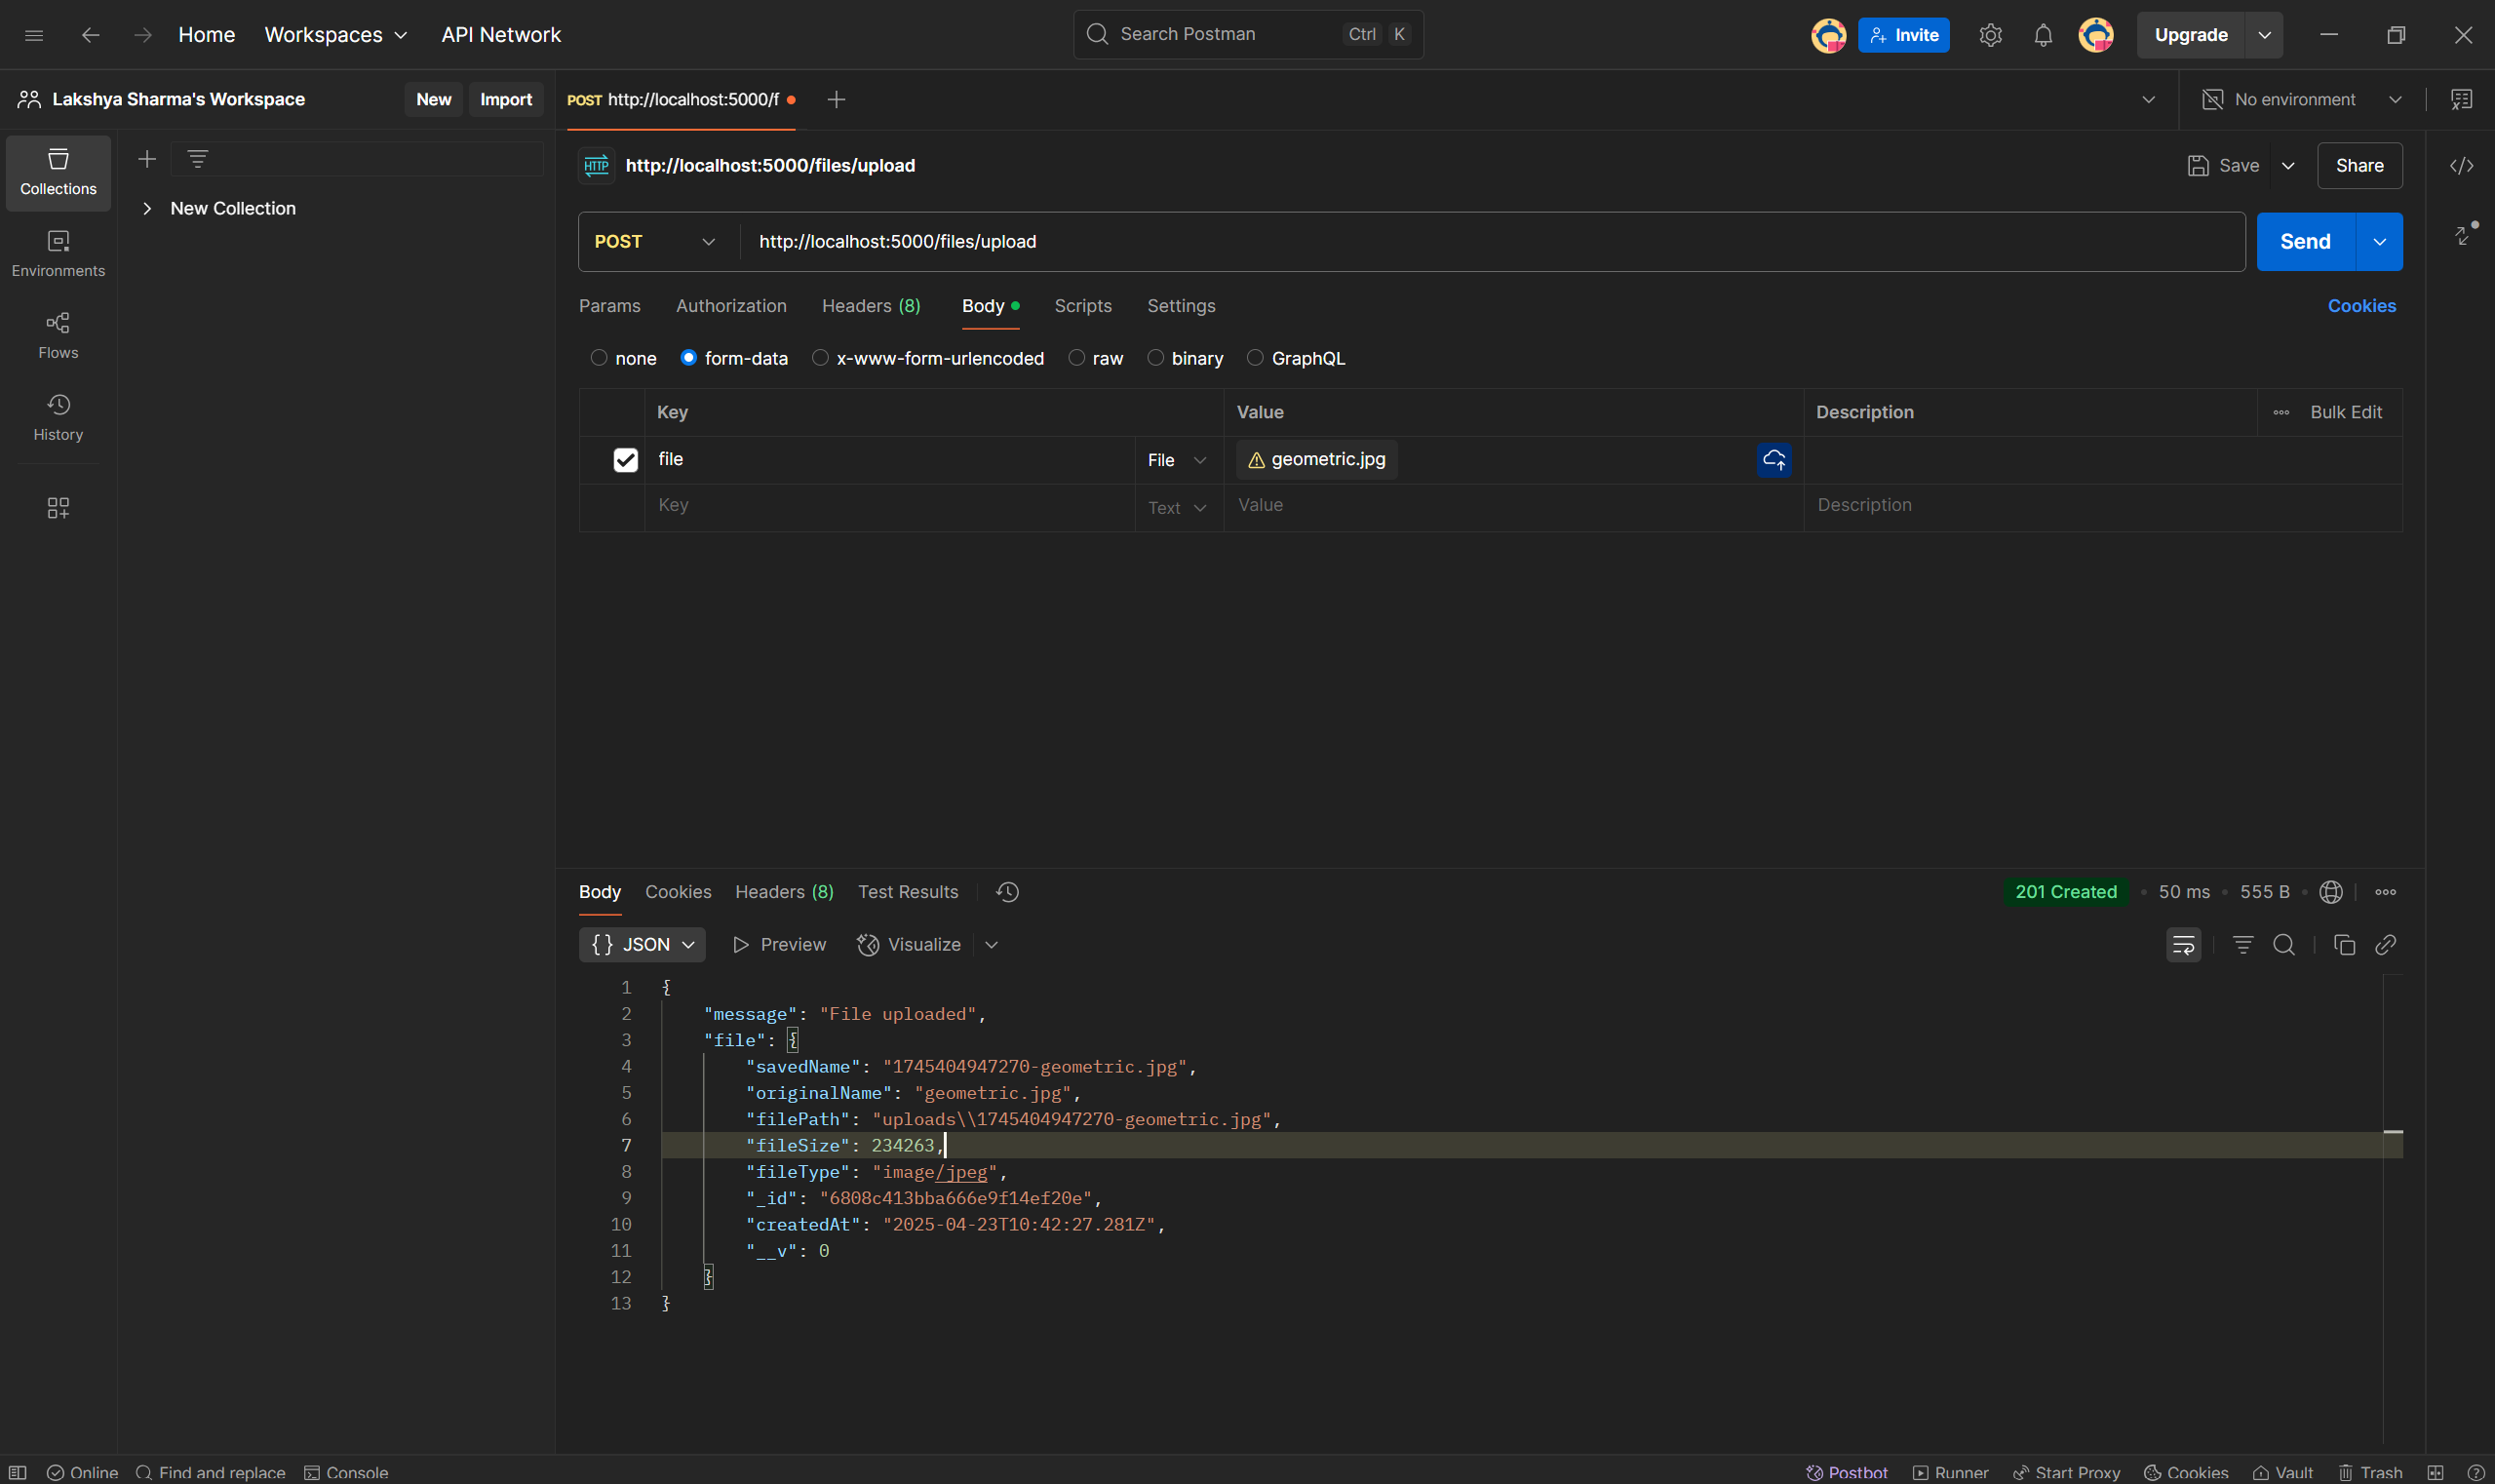 Home Workspaces API Network Search Postman Ctrl K Invite Upgrade
Lakshya Sharma's Workspace New Import POST http://localhost:5000/f No environment
Collections
Environments
Flows
History
New Collection
HTTP http://localhost:5000/files/upload Save Share
POST http://localhost:5000/files/upload Send
Params Authorization Headers (8) Body Scripts Settings Cookies
none form-data x-www-form-urlencoded raw binary GraphQL
Key Value Description Bulk Edit
file File geometric.jpg
Key Text Value Description
Body Cookies Headers (8) Test Results 201 Created 50 ms 555 B
{} JSON Preview Visualize
1 {
2 "message": "File uploaded",
3 "file": {
4 "savedName": "1745404947270-geometric.jpg",
5 "originalName": "geometric.jpg",
6 "filePath": "uploads\\1745404947270-geometric.jpg",
7 "fileSize": 234263,
8 "fileType": "image/jpeg",
9 "_id": "6808c413bba666e9f14ef20e",
10 "createdAt": "2025-04-23T10:42:27.281Z",
11 "__v": 0
12 }
13 }
Online Find and replace Console Postbot Runner Start Proxy Cookies Vault Trash